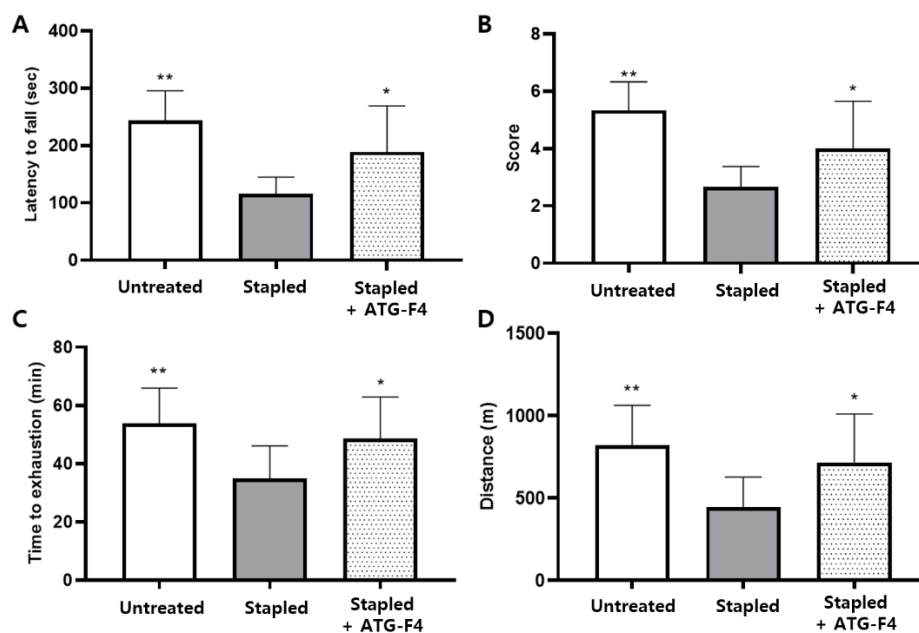 A
Latency to fall (sec)
400
300
200
100
0
**
*
Untreated
Stapled
Stapled
+ ATG-F4
B
Score
8
6
4
2
0
**
*
Untreated
Stapled
Stapled
+ ATG-F4
C
Time to exhaustion (min)
80
60
40
20
0
**
*
Untreated
Stapled
Stapled
+ ATG-F4
D
Distance (m)
1500
1000
500
0
**
*
Untreated
Stapled
Stapled
+ ATG-F4